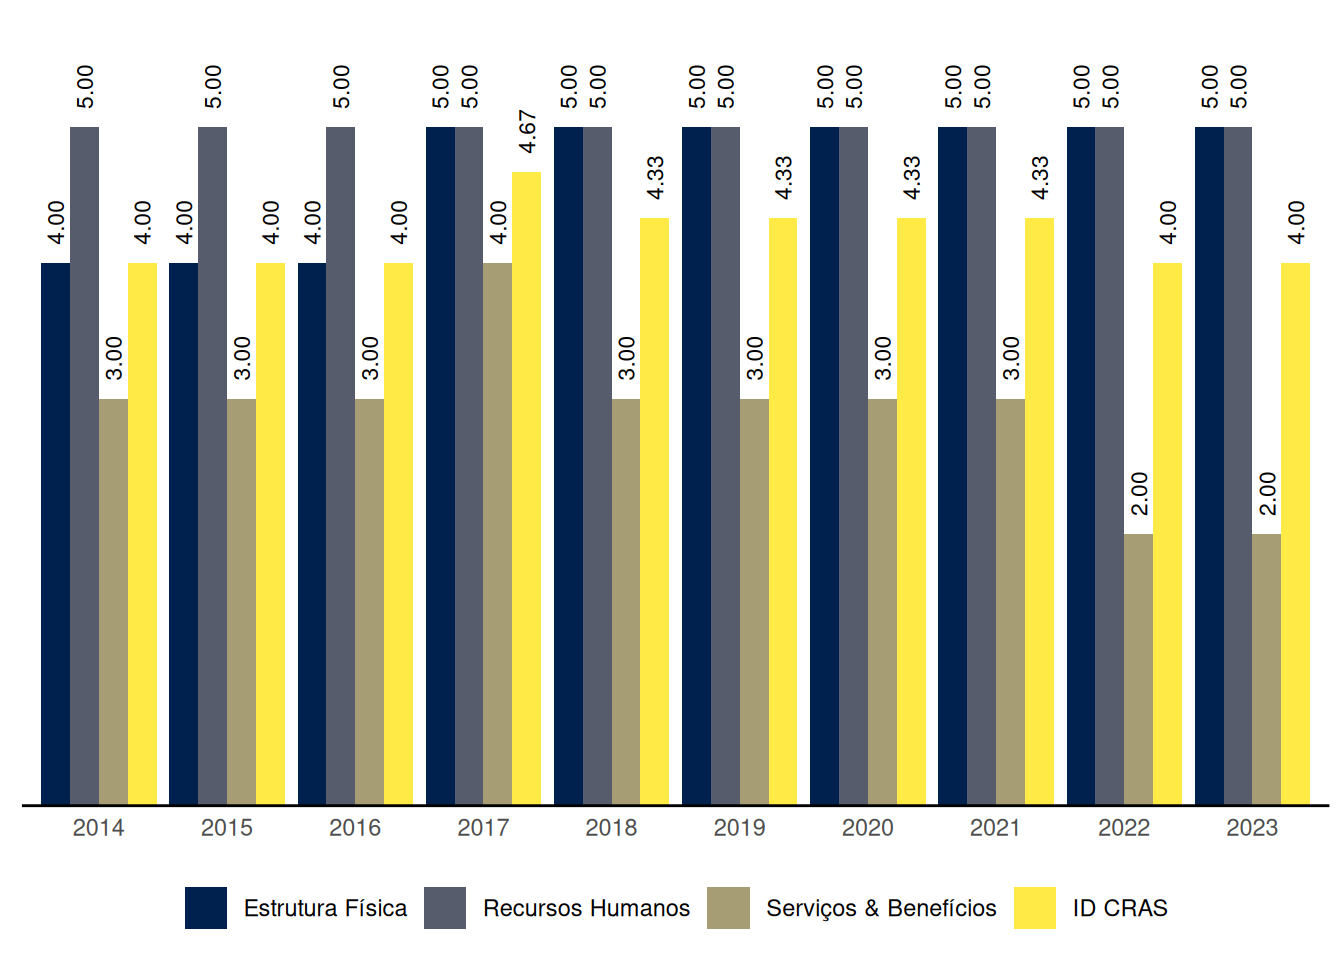 5.00 5.00 5.00 5.00 5.00 5.00 5.00 5.00 5.00 5.00 5.00 5.00 5.00 5.00 5.00 5.00 5.00
4.67
4.33 4.33 4.33 4.33
4.00 4.00 4.00 4.00 4.00 4.00 4.00 4.00 4.00
3.00 3.00 3.00 3.00 3.00 3.00 3.00
2.00 2.00
2014 2015 2016 2017 2018 2019 2020 2021 2022 2023
Estrutura Física Recursos Humanos Serviços & Benefícios ID CRAS